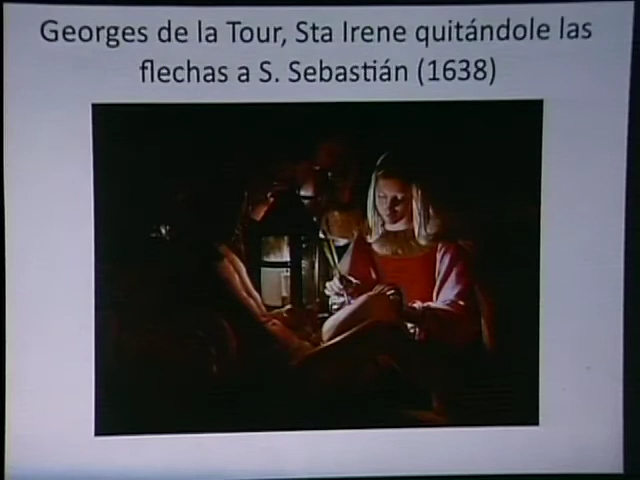 Georges de la Tour, Sta Irene quitándole las
flechas a S. Sebastián (1638)